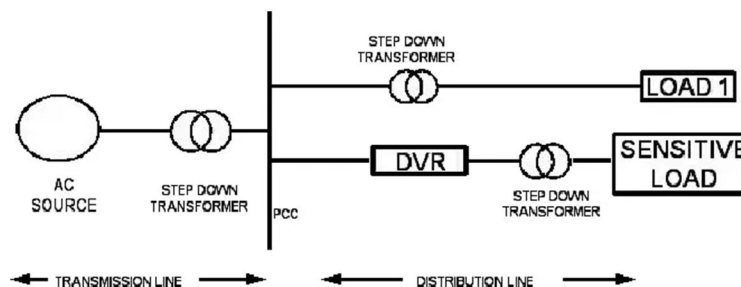 STEP DOWN
TRANSFORMER
LOAD 1
AC
SOURCE
STEP DOWN
TRANSFORMER
PCC
DVR
STEP DOWN
TRANSFORMER
SENSITIVE
LOAD
TRANSMISSION LINE
DISTRIBUTION LINE